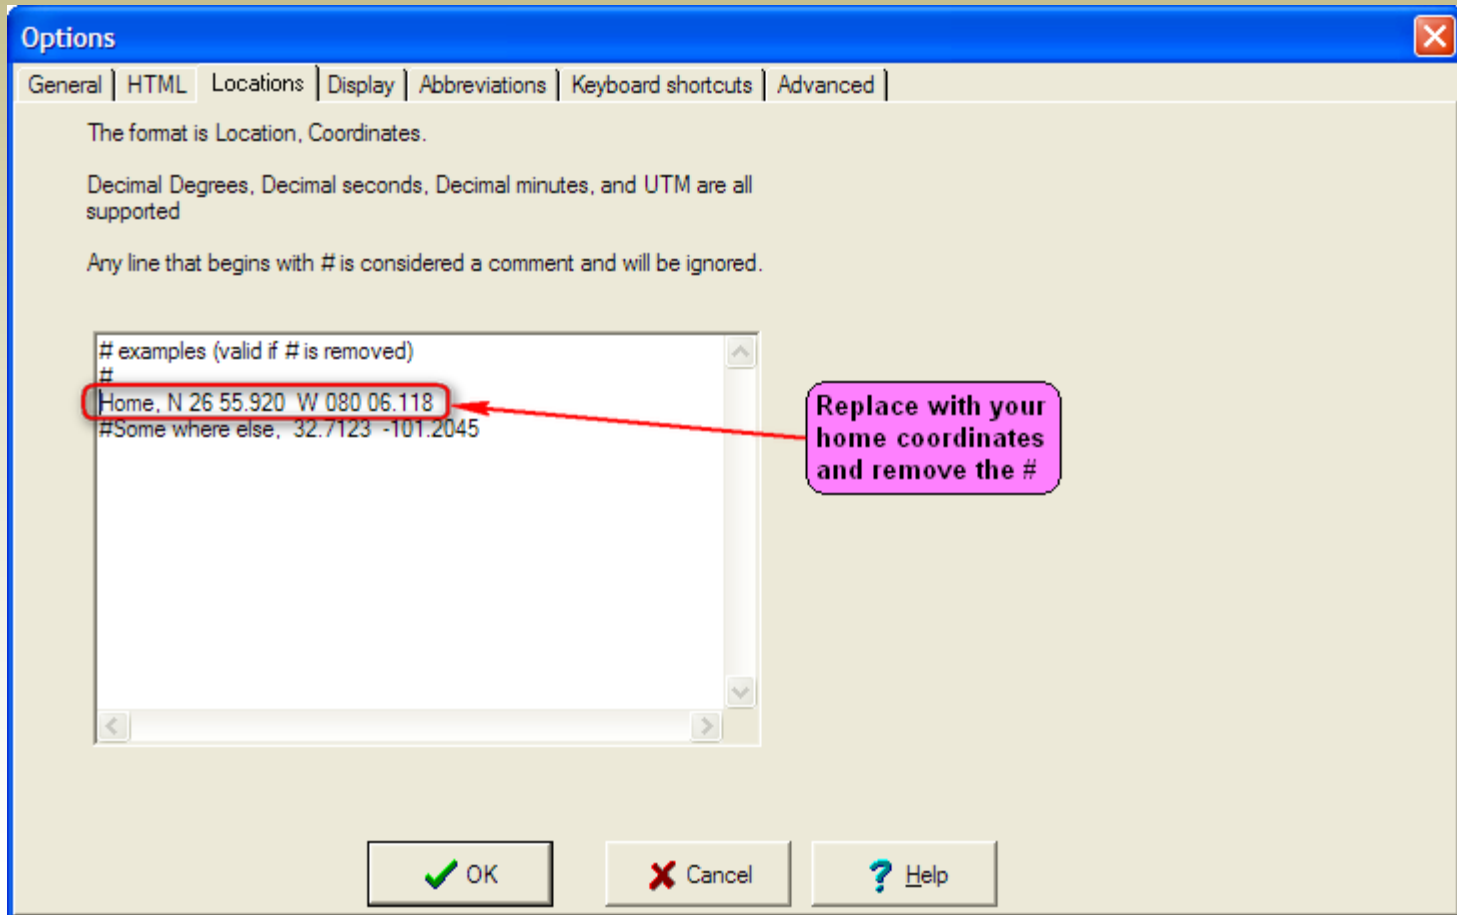 Options
General HTML Locations Display Abbreviations Keyboard shortcuts Advanced
The format is Location, Coordinates.
Decimal Degrees, Decimal seconds, Decimal minutes, and UTM are all
supported
Any line that begins with # is considered a comment and will be ignored.
# examples (valid if # is removed)
#
Home, N 26 55.920  W 080 06.118
#Some where else,  32.7123  -101.2045
Replace with your
home coordinates
and remove the #
OK Cancel Help